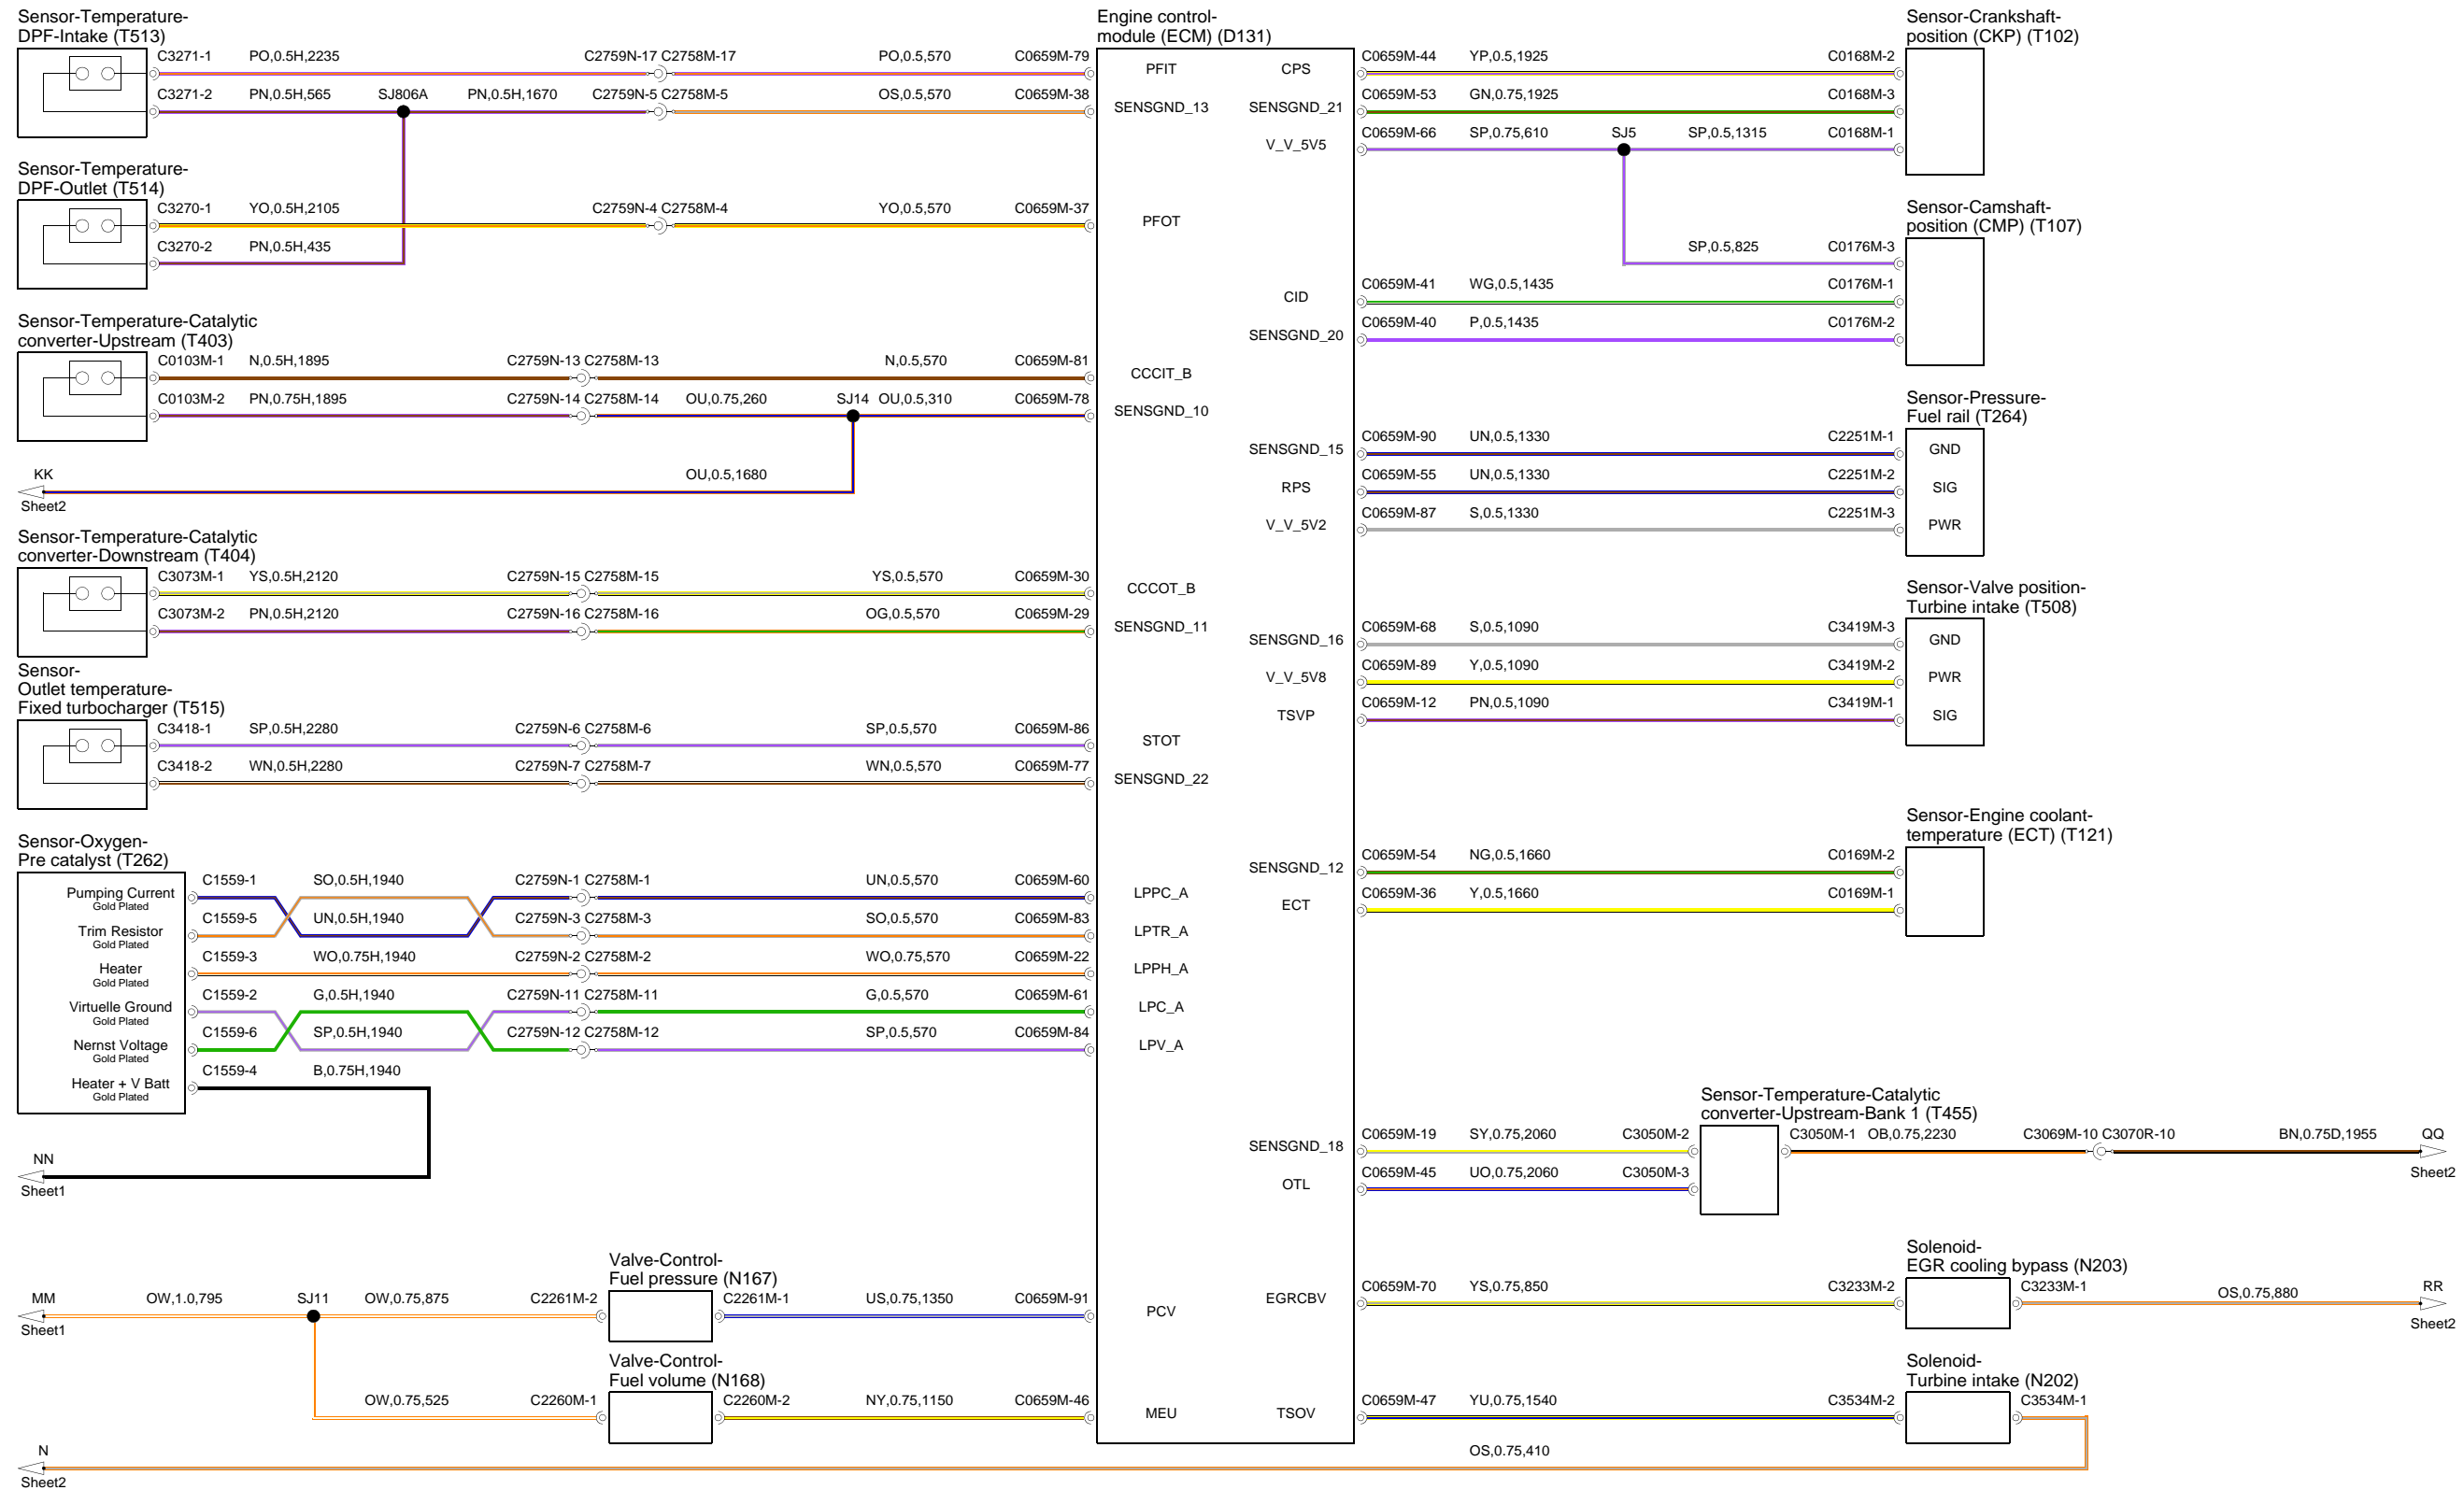 Sensor-Temperature-
DPF-Intake (T513)
C3271-1 PO,0.5H,2235 C2759N-17 C2758M-17 PO,0.5,570 C0659M-79
C3271-2 PN,0.5H,565 SJ806A PN,0.5H,1670 C2759N-5 C2758M-5 OS,0.5,570 C0659M-38
Sensor-Temperature-
DPF-Outlet (T514)
C3270-1 YO,0.5H,2105 C2759N-4 C2758M-4 YO,0.5,570 C0659M-37
C3270-2 PN,0.5H,435
Sensor-Temperature-Catalytic
converter-Upstream (T403)
C0103M-1 N,0.5H,1895 C2759N-13 C2758M-13 N,0.5,570 C0659M-81
C0103M-2 PN,0.75H,1895 C2759N-14 C2758M-14 OU,0.75,260 SJ14 OU,0.5,310 C0659M-78
KK
OU,0.5,1680
Sheet2
Sensor-Temperature-Catalytic
converter-Downstream (T404)
C3073M-1 YS,0.5H,2120 C2759N-15 C2758M-15 YS,0.5,570 C0659M-30
C3073M-2 PN,0.5H,2120 C2759N-16 C2758M-16 OG,0.5,570 C0659M-29
Sensor-
Outlet temperature-
Fixed turbocharger (T515)
C3418-1 SP,0.5H,2280 C2759N-6 C2758M-6 SP,0.5,570 C0659M-86
C3418-2 WN,0.5H,2280 C2759N-7 C2758M-7 WN,0.5,570 C0659M-77
Sensor-Oxygen-
Pre catalyst (T262)
Pumping Current
Gold Plated
C1559-1 SO,0.5H,1940 C2759N-1 C2758M-1 UN,0.5,570 C0659M-60
Trim Resistor
Gold Plated
C1559-5 UN,0.5H,1940 C2759N-3 C2758M-3 SO,0.5,570 C0659M-83
Heater
Gold Plated
C1559-3 WO,0.75H,1940 C2759N-2 C2758M-2 WO,0.75,570 C0659M-22
Virtuelle Ground
Gold Plated
C1559-2 G,0.5H,1940 C2759N-11 C2758M-11 G,0.5,570 C0659M-61
Nernst Voltage
Gold Plated
C1559-6 SP,0.5H,1940 C2759N-12 C2758M-12 SP,0.5,570 C0659M-84
Heater + V Batt
Gold Plated
C1559-4 B,0.75H,1940
NN
Sheet1
Valve-Control-
Fuel pressure (N167)
MM OW,1.0,795 SJ11 OW,0.75,875 C2261M-2 C2261M-1 US,0.75,1350 C0659M-91
Sheet1
Valve-Control-
Fuel volume (N168)
OW,0.75,525 C2260M-1 C2260M-2 NY,0.75,1150 C0659M-46
N
Sheet2
Engine control-
module (ECM) (D131)
PFIT CPS
SENSGND_13 SENSGND_21
V_V_5V5
PFOT
CID
SENSGND_20
CCCIT_B
SENSGND_10
SENSGND_15
RPS
V_V_5V2
CCCOT_B
SENSGND_11
SENSGND_16
V_V_5V8
TSVP
STOT
SENSGND_22
SENSGND_12
LPPC_A
ECT
LPTR_A
LPPH_A
LPC_A
LPV_A
SENSGND_18
OTL
EGRCBV
PCV
MEU TSOV
Sensor-Crankshaft-
position (CKP) (T102)
C0659M-44 YP,0.5,1925 C0168M-2
C0659M-53 GN,0.75,1925 C0168M-3
C0659M-66 SP,0.75,610 SJ5 SP,0.5,1315 C0168M-1
Sensor-Camshaft-
position (CMP) (T107)
SP,0.5,825 C0176M-3
C0659M-41 WG,0.5,1435 C0176M-1
C0659M-40 P,0.5,1435 C0176M-2
Sensor-Pressure-
Fuel rail (T264)
C0659M-90 UN,0.5,1330 C2251M-1 GND
C0659M-55 UN,0.5,1330 C2251M-2 SIG
C0659M-87 S,0.5,1330 C2251M-3 PWR
Sensor-Valve position-
Turbine intake (T508)
C0659M-68 S,0.5,1090 C3419M-3 GND
C0659M-89 Y,0.5,1090 C3419M-2 PWR
C0659M-12 PN,0.5,1090 C3419M-1 SIG
Sensor-Engine coolant-
temperature (ECT) (T121)
C0659M-54 NG,0.5,1660 C0169M-2
C0659M-36 Y,0.5,1660 C0169M-1
Sensor-Temperature-Catalytic
converter-Upstream-Bank 1 (T455)
C0659M-19 SY,0.75,2060 C3050M-2 C3050M-1 OB,0.75,2230 C3069M-10 C3070R-10 BN,0.75D,1955 QQ
C0659M-45 UO,0.75,2060 C3050M-3 Sheet2
Solenoid-
EGR cooling bypass (N203)
C0659M-70 YS,0.75,850 C3233M-2 C3233M-1 OS,0.75,880 RR
Sheet2
Solenoid-
Turbine intake (N202)
C0659M-47 YU,0.75,1540 C3534M-2 C3534M-1
OS,0.75,410